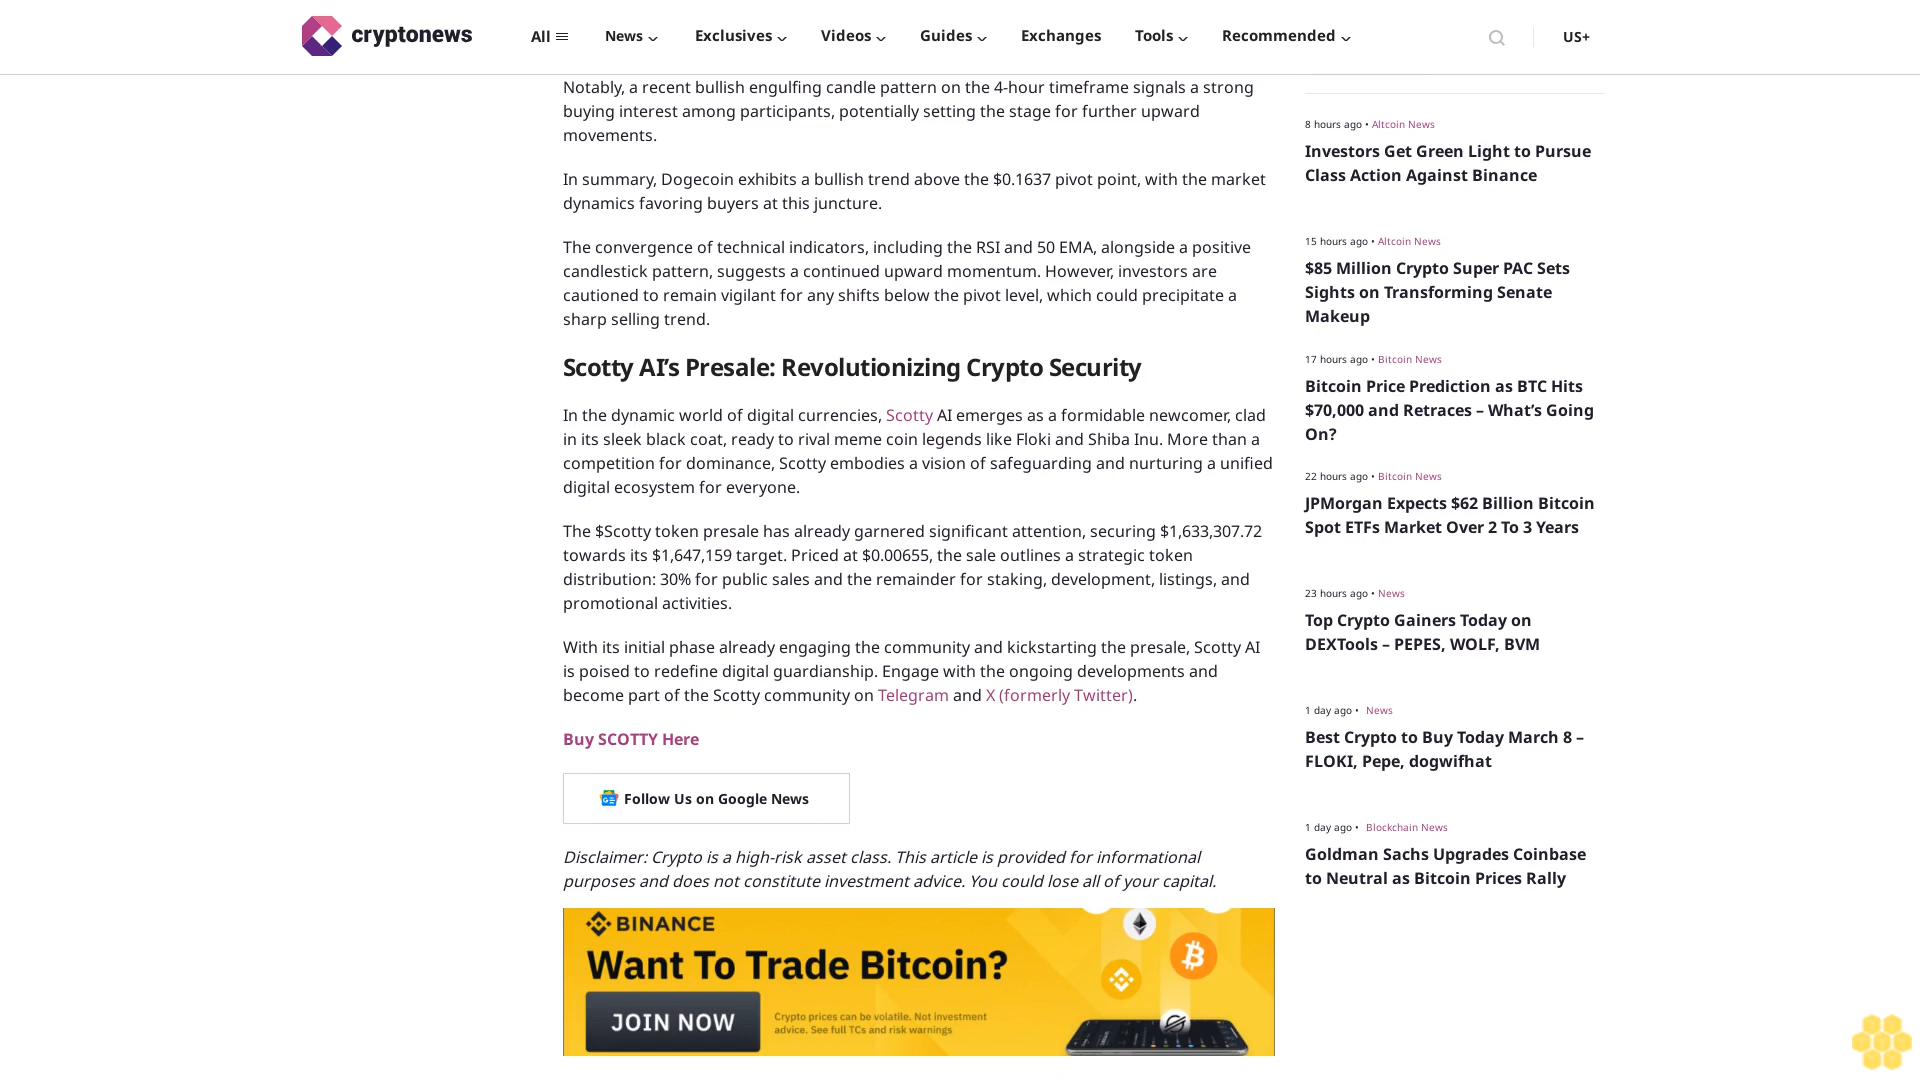 cryptonews
All
News
Exclusives
Videos
Guides
Exchanges
Tools
Recommended
US+
Notably, a recent bullish engulfing candle pattern on the 4-hour timeframe signals a strong
buying interest among participants, potentially setting the stage for further upward
movements.
In summary, Dogecoin exhibits a bullish trend above the $0.1637 pivot point, with the market
dynamics favoring buyers at this juncture.
The convergence of technical indicators, including the RSI and 50 EMA, alongside a positive
candlestick pattern, suggests a continued upward momentum. However, investors are
cautioned to remain vigilant for any shifts below the pivot level, which could precipitate a
sharp selling trend.
Scotty AI’s Presale: Revolutionizing Crypto Security
In the dynamic world of digital currencies, Scotty AI emerges as a formidable newcomer, clad
in its sleek black coat, ready to rival meme coin legends like Floki and Shiba Inu. More than a
competition for dominance, Scotty embodies a vision of safeguarding and nurturing a unified
digital ecosystem for everyone.
The $Scotty token presale has already garnered significant attention, securing $1,633,307.72
towards its $1,647,159 target. Priced at $0.00655, the sale outlines a strategic token
distribution: 30% for public sales and the remainder for staking, development, listings, and
promotional activities.
With its initial phase already engaging the community and kickstarting the presale, Scotty AI
is poised to redefine digital guardianship. Engage with the ongoing developments and
become part of the Scotty community on Telegram and X (formerly Twitter).
Buy SCOTTY Here
Follow Us on Google News
Disclaimer: Crypto is a high-risk asset class. This article is provided for informational
purposes and does not constitute investment advice. You could lose all of your capital.
BINANCE
Want To Trade Bitcoin?
JOIN NOW
Crypto prices can be volatile. Not investment
advice. See full TCs and risk warnings
8 hours ago • Altcoin News
Investors Get Green Light to Pursue
Class Action Against Binance
15 hours ago • Altcoin News
$85 Million Crypto Super PAC Sets
Sights on Transforming Senate
Makeup
17 hours ago • Bitcoin News
Bitcoin Price Prediction as BTC Hits
$70,000 and Retraces – What’s Going
On?
22 hours ago • Bitcoin News
JPMorgan Expects $62 Billion Bitcoin
Spot ETFs Market Over 2 To 3 Years
23 hours ago • News
Top Crypto Gainers Today on
DEXTools – PEPES, WOLF, BVM
1 day ago • News
Best Crypto to Buy Today March 8 –
FLOKI, Pepe, dogwifhat
1 day ago • Blockchain News
Goldman Sachs Upgrades Coinbase
to Neutral as Bitcoin Prices Rally